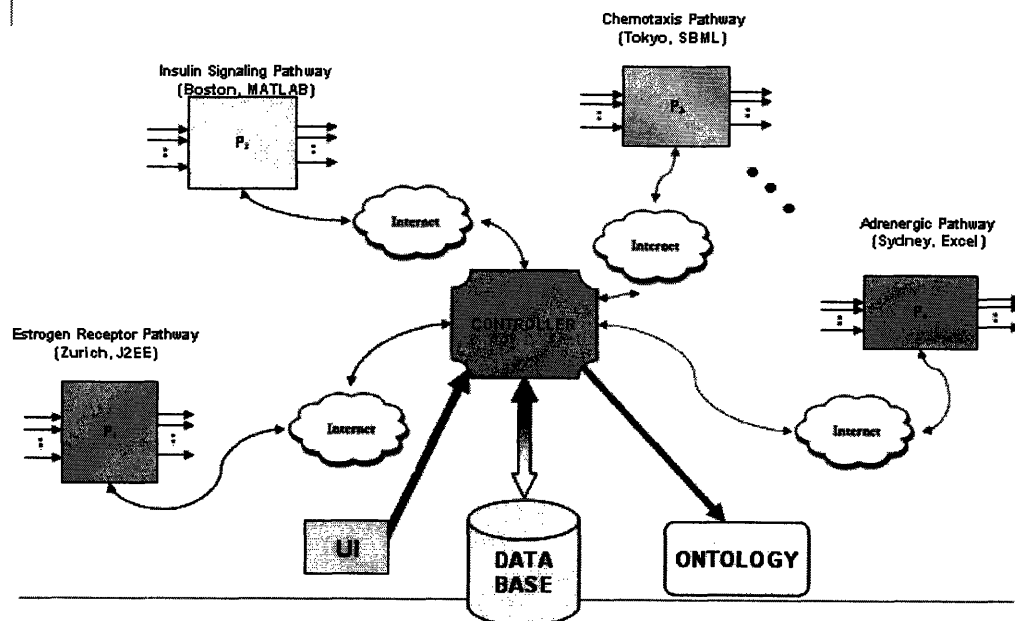 Chemotaxis Pathway
(Tokyo, SBML)
Insulin Signaling Pathway
(Boston, MATLAB)
Internet
Internet
Adrenergic Pathway
(Sydney, Excel)
CONTROLLER
Estrogen Receptor Pathway
(Zurich, J2EE)
Internet
Internet
UI
DATA
BASE
ONTOLOGY